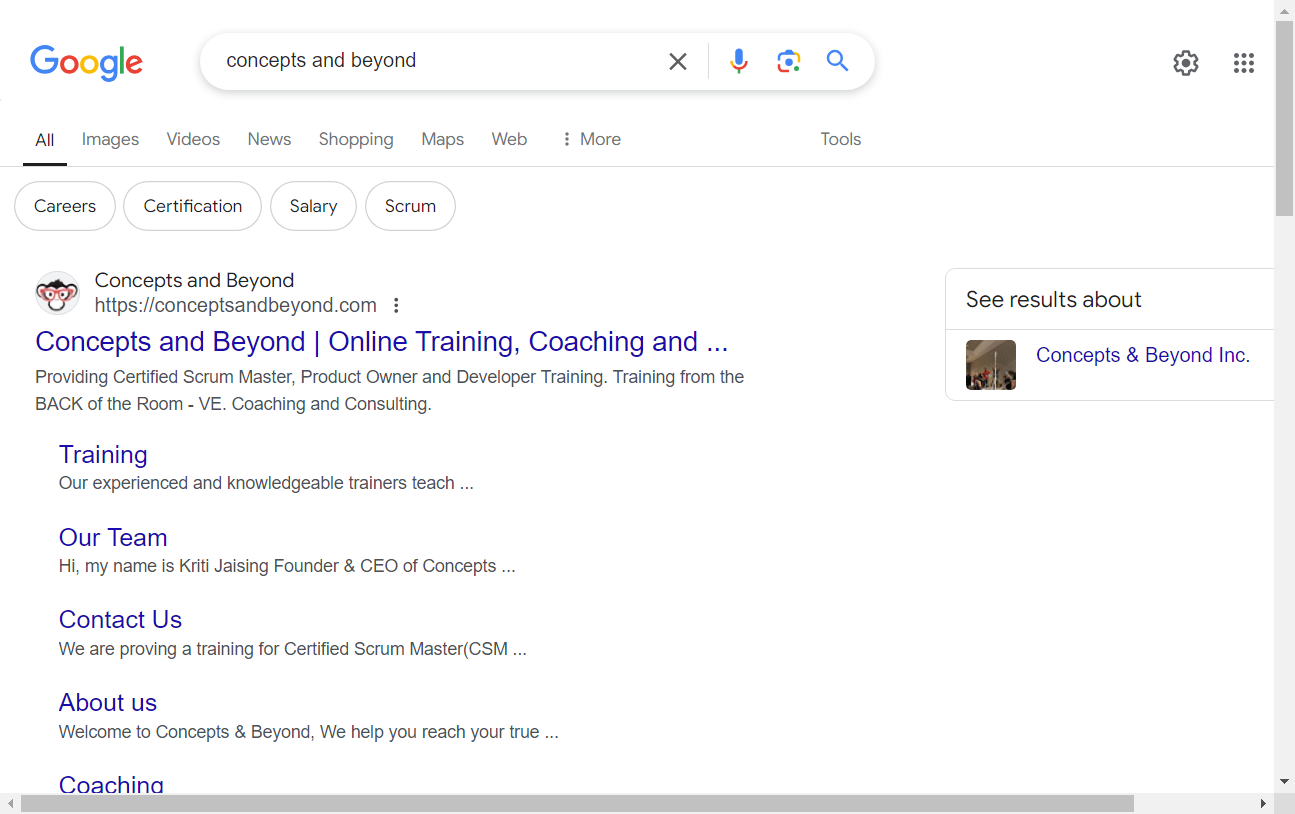 Google
concepts and beyond
All Images Videos News Shopping Maps Web More Tools
Careers Certification Salary Scrum
Concepts and Beyond
https://conceptsandbeyond.com
Concepts and Beyond | Online Training, Coaching and ...
Providing Certified Scrum Master, Product Owner and Developer Training. Training from the
BACK of the Room - VE. Coaching and Consulting.
Training
Our experienced and knowledgeable trainers teach ...
Our Team
Hi, my name is Kriti Jaising Founder & CEO of Concepts ...
Contact Us
We are proving a training for Certified Scrum Master(CSM ...
About us
Welcome to Concepts & Beyond, We help you reach your true ...
Coaching
See results about
Concepts & Beyond Inc.